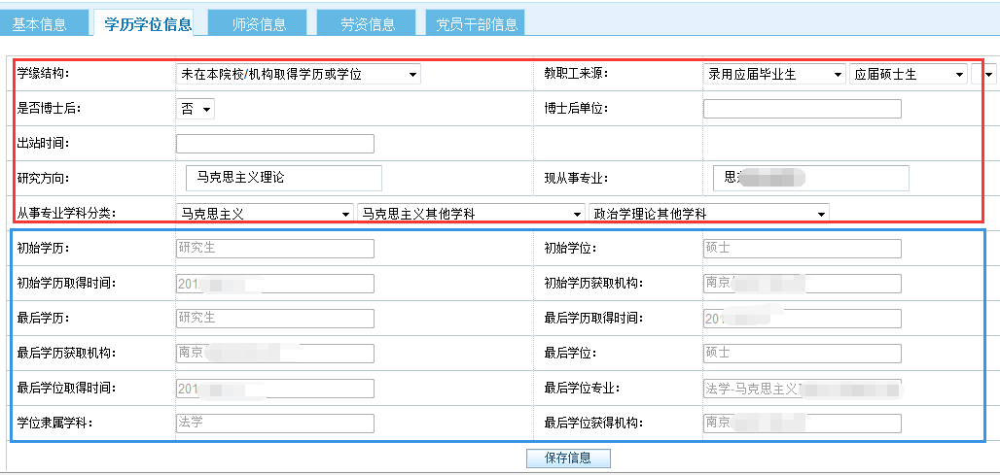 基本信息 学历学位信息 师资信息 劳资信息 党员干部信息
学缘结构： 未在本院校/机构取得学历或学位 教职工来源： 录用应届毕业生 应届硕士生
是否博士后： 否 博士后单位：
出站时间：
研究方向： 马克思主义理论 现从事专业： 思
从事专业学科分类： 马克思主义 马克思主义其他学科 政治学理论其他学科
初始学历： 研究生 初始学位： 硕士
初始学历取得时间： 201 初始学历获取机构： 南京
最后学历： 研究生 最后学历取得时间： 201
最后学历获取机构： 南京 最后学位： 硕士
最后学位取得时间： 201 最后学位专业： 法学-马克思主义
学位隶属学科： 法学 最后学位获得机构： 南京
保存信息